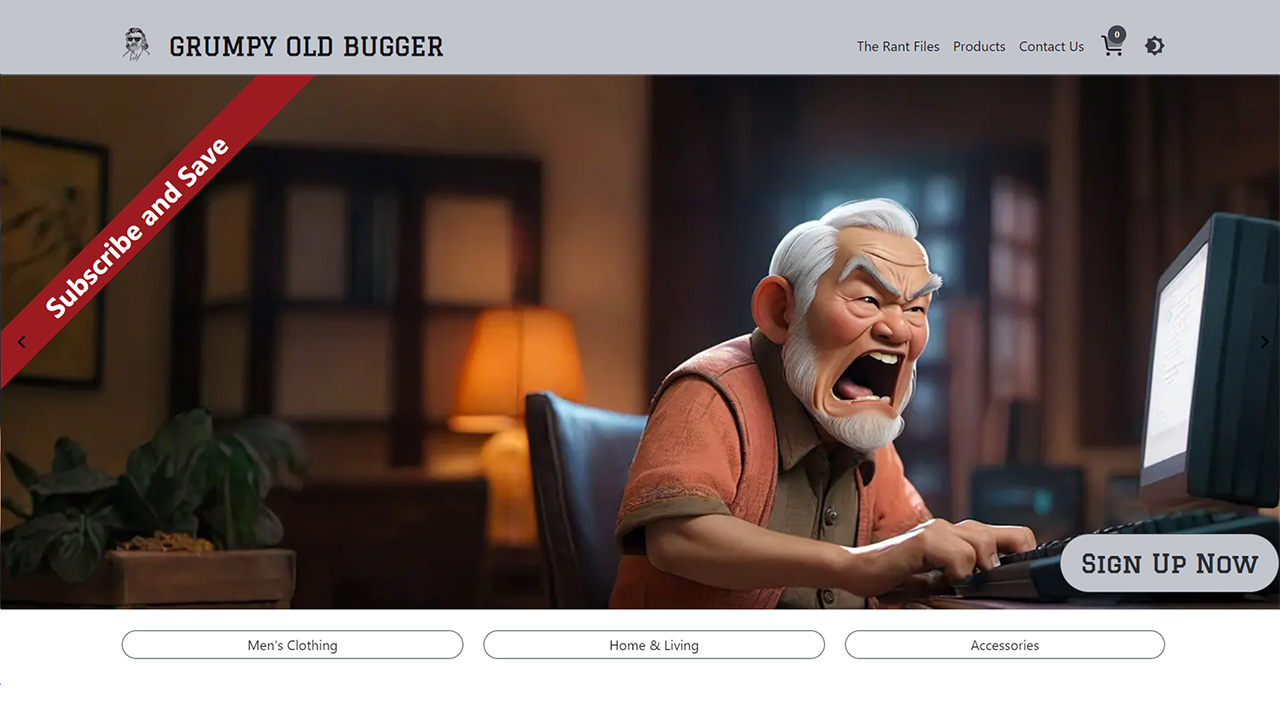 GRUMPY OLD BUGGER
The Rant Files
Products
Contact Us
0
Subscribe and Save
Sign Up Now
Men's Clothing
Home & Living
Accessories